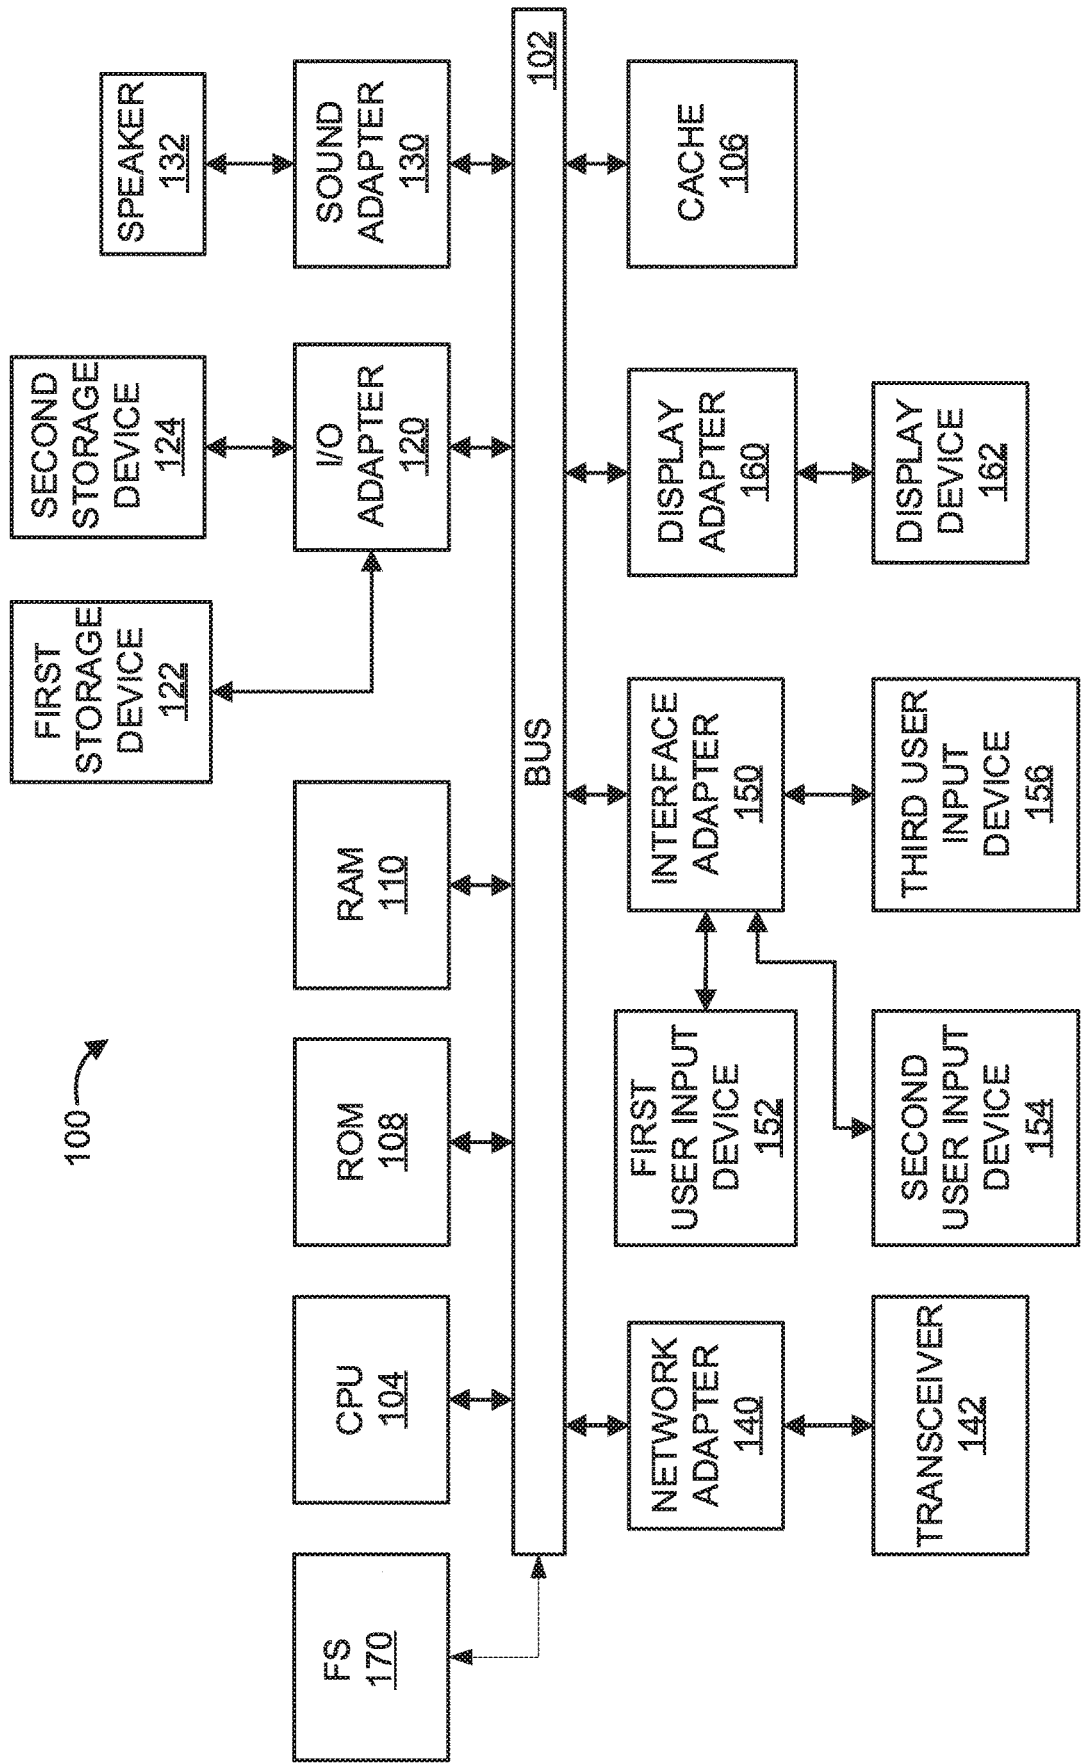 100
FIRST
STORAGE
DEVICE
122
SECOND
STORAGE
DEVICE
124
SPEAKER
132
FS
170
CPU
104
ROM
108
RAM
110
I/O
ADAPTER
120
SOUND
ADAPTER
130
BUS
102
NETWORK
ADAPTER
140
FIRST
USER INPUT
DEVICE
152
INTERFACE
ADAPTER
150
DISPLAY
ADAPTER
160
CACHE
106
TRANSCEIVER
142
SECOND
USER INPUT
DEVICE
154
THIRD USER
INPUT
DEVICE
156
DISPLAY
DEVICE
162